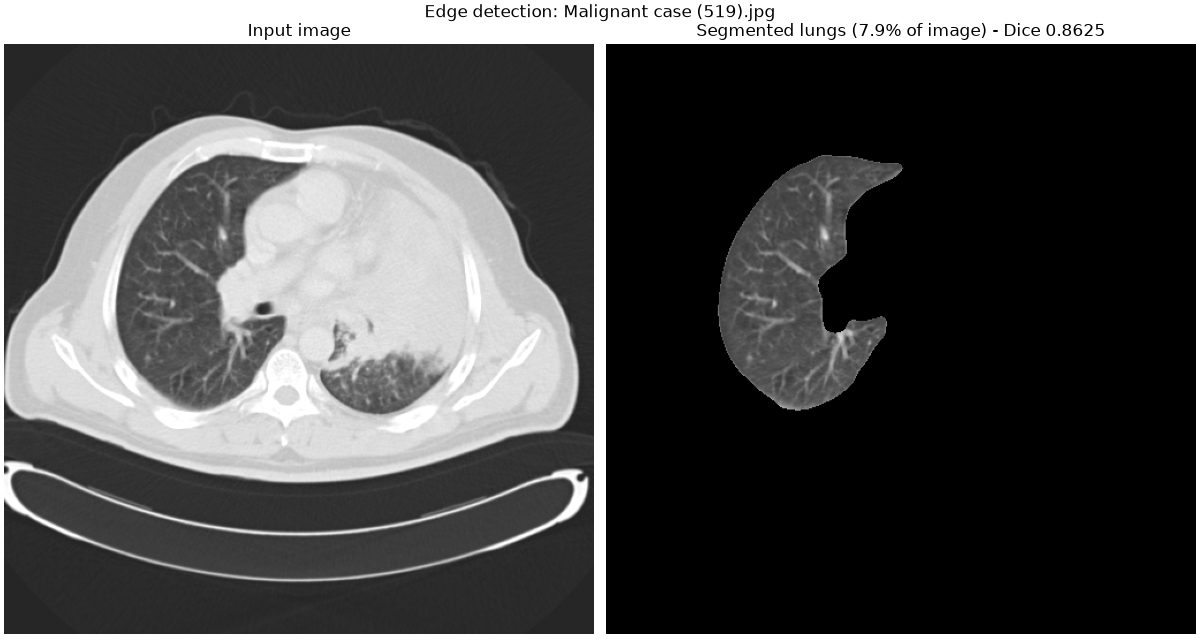 Edge detection: Malignant case (519).jpg
Input image
Segmented lungs (7.9% of image) - Dice 0.8625